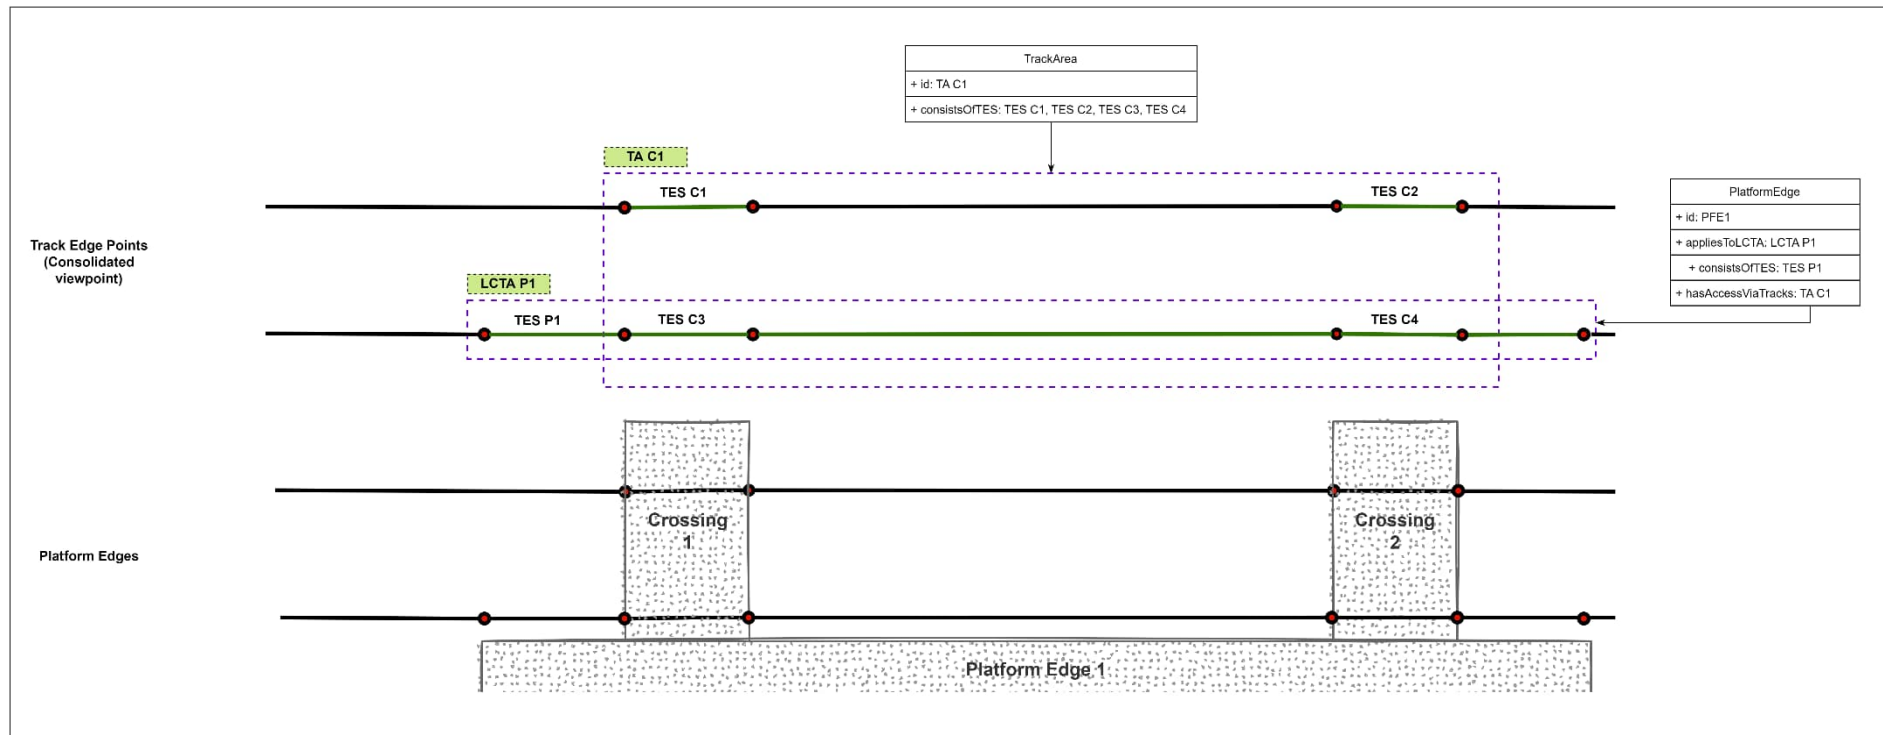 TrackArea
+ id: TA C1
+ consistsOfTES: TES C1, TES C2, TES C3, TES C4
TA C1
TES C1
TES C2
PlatformEdge
+ id: PFE1
+ appliesToLCTA: LCTA P1
+ consistsOfTES: TES P1
+ hasAccessViaTracks: TA C1
Track Edge Points
(Consolidated
viewpoint)
LCTA P1
TES P1
TES C3
TES C4
Crossing
1
Crossing
2
Platform Edges
Platform Edge 1